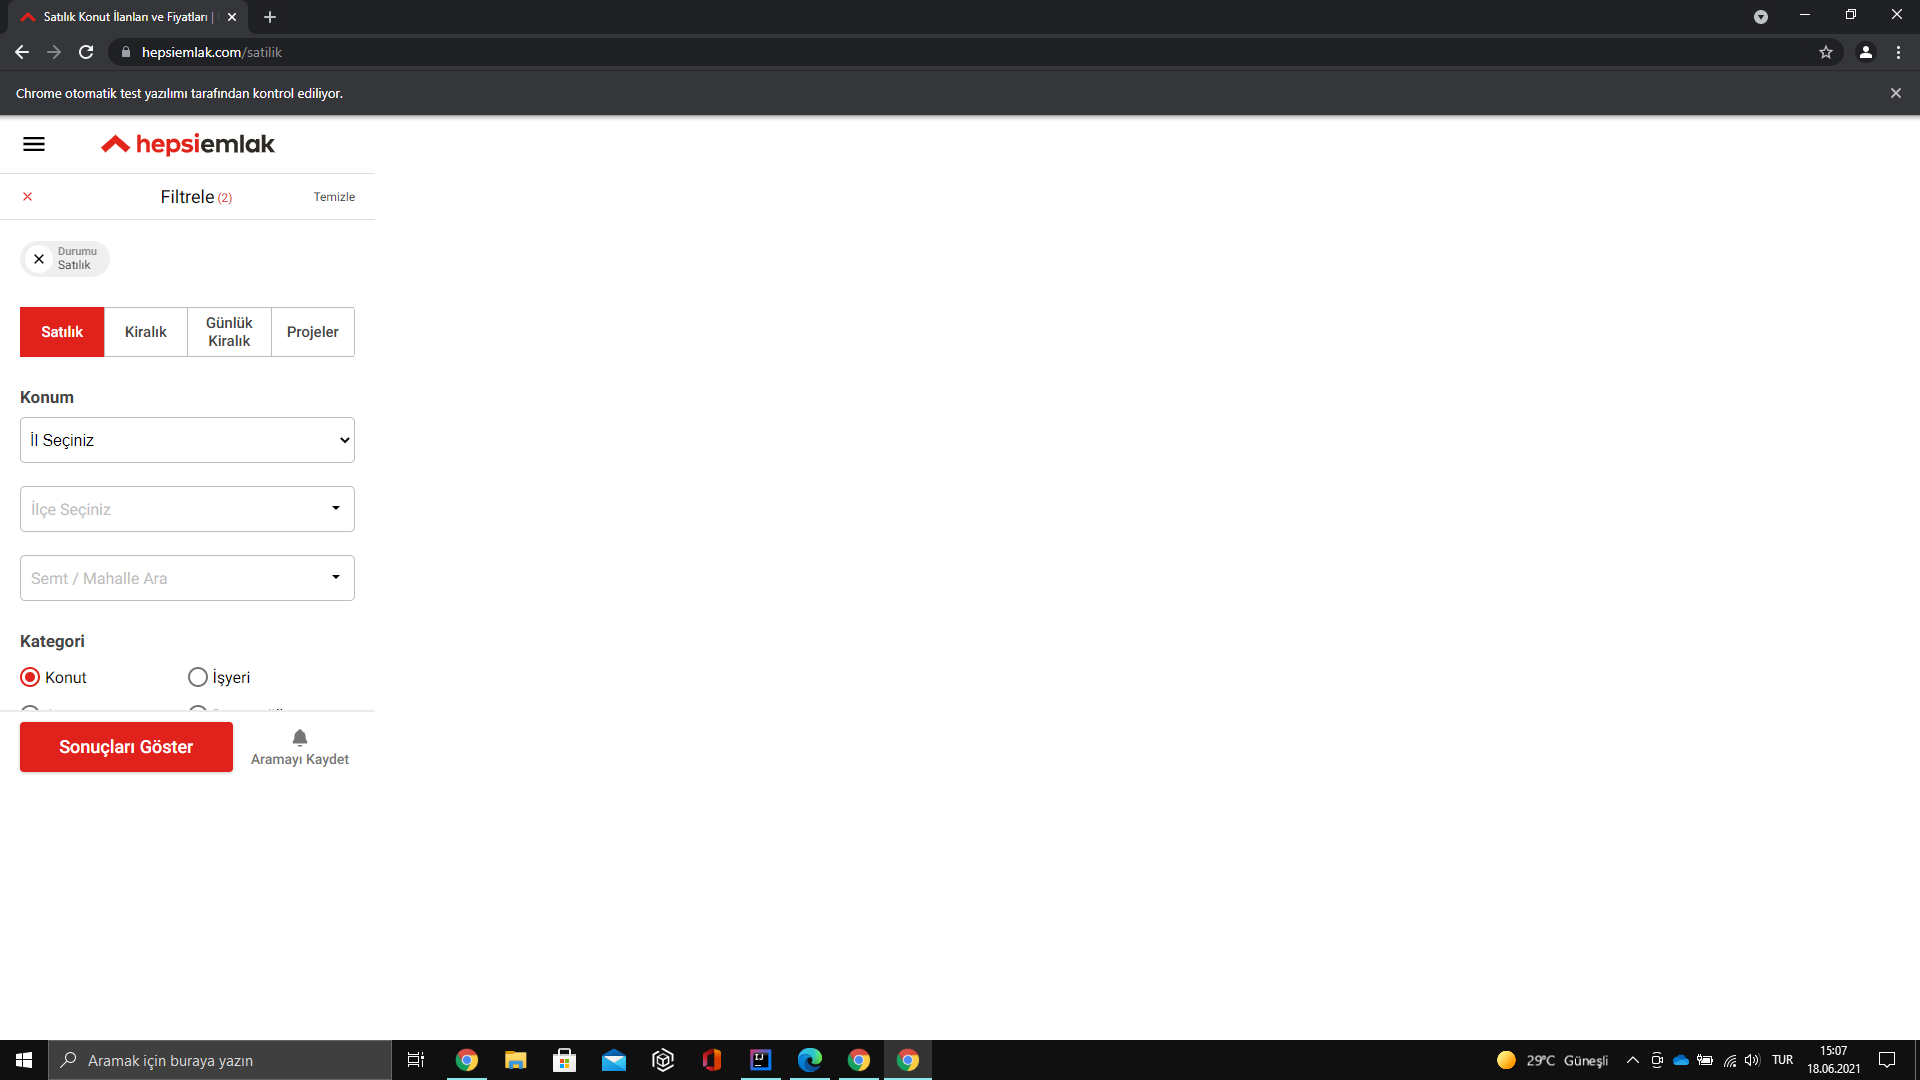 Satılık Konut İlanları ve Fiyatları |
hepsiemlak.com/satilik
Chrome otomatik test yazılımı tarafından kontrol ediliyor.
hepsiemlak
Filtrele (2)
Temizle
Durumu
Satılık
Satılık
Kiralık
Günlük
Kiralık
Projeler
Konum
İl Seçiniz
İlçe Seçiniz
Semt / Mahalle Ara
Kategori
Konut
İşyeri
Sonuçları Göster
Aramayı Kaydet
Aramak için buraya yazın
29°C Güneşli
TUR
15:07
18.06.2021